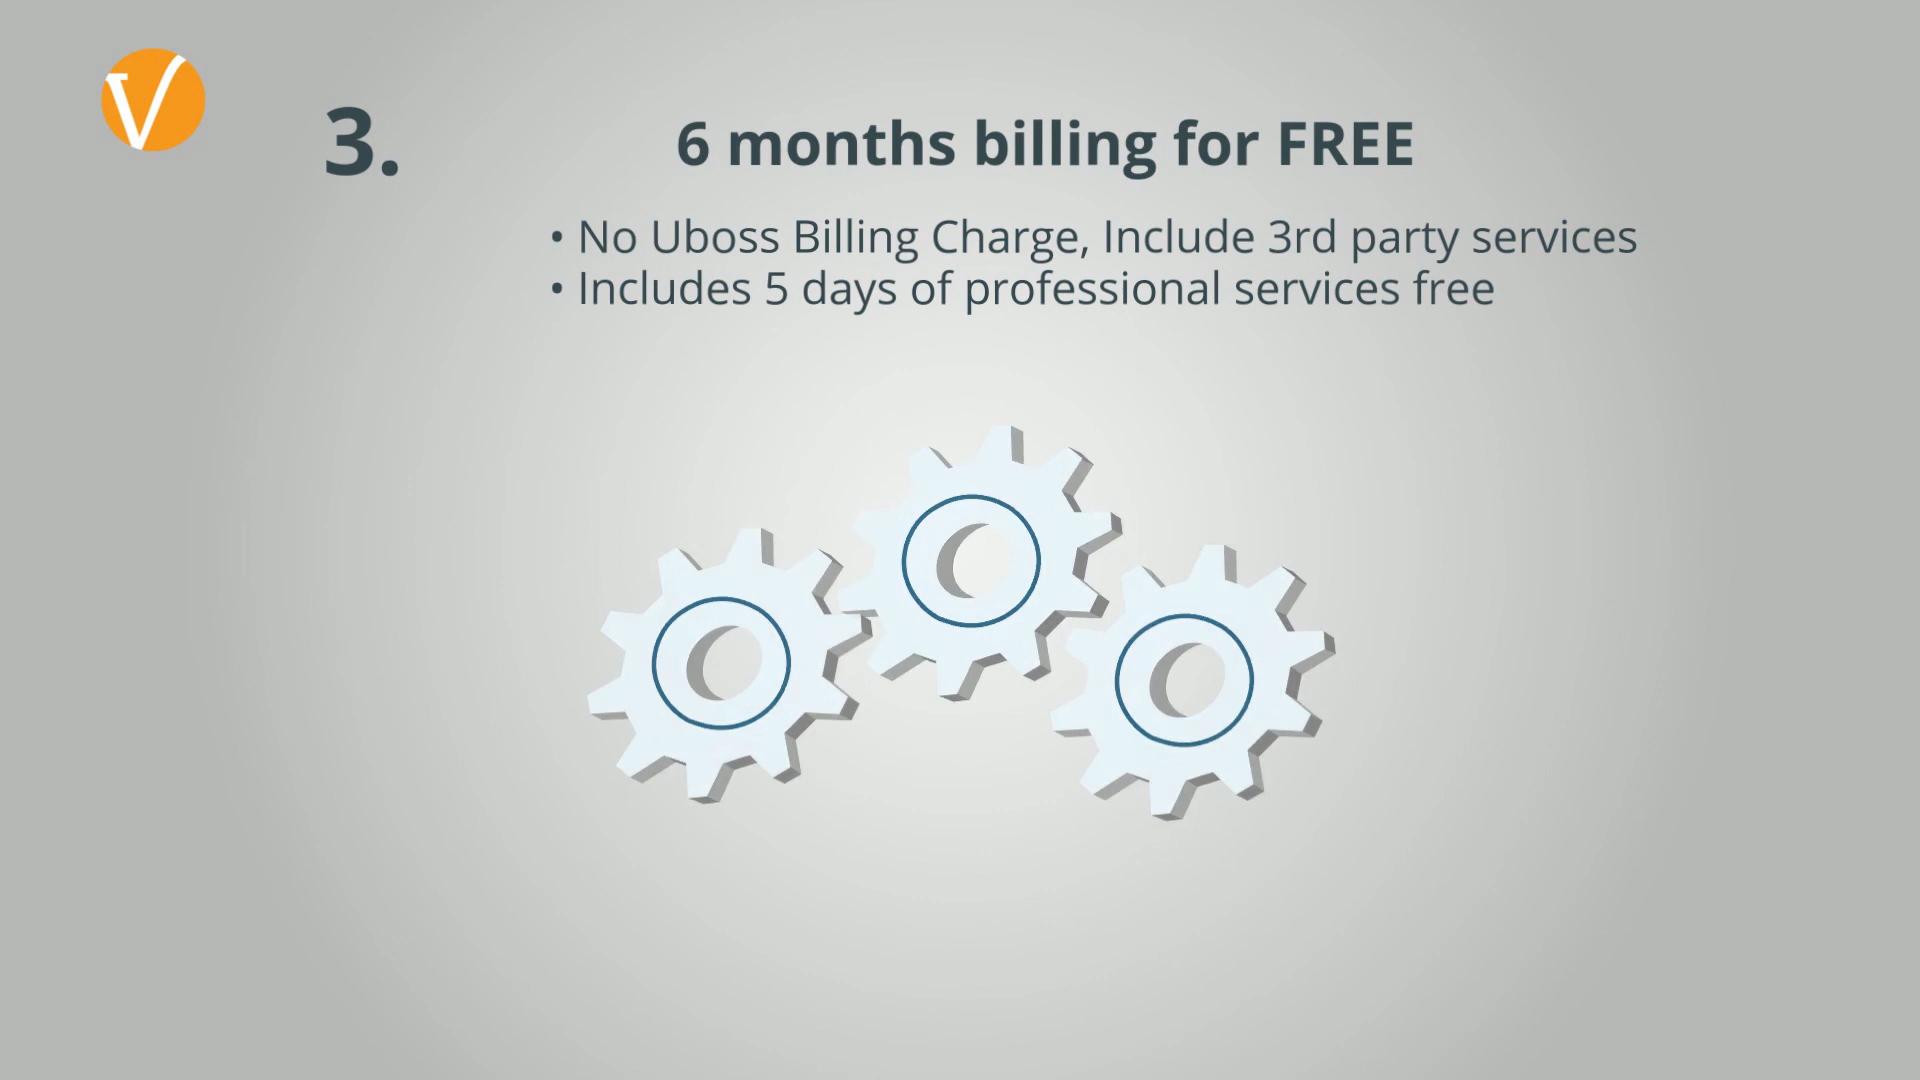 V
3.
6 months billing for FREE
• No Uboss Billing Charge, Include 3rd party services
• Includes 5 days of professional services free